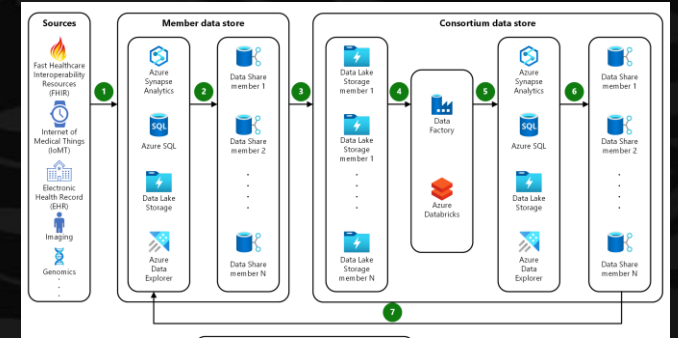 Sources
Fast Healthcare
Interoperability
Resources
(FHIR)
Internet of
Medical Things
(IoMT)
Electronic
Health Record
(EHR)
Imaging
Genomics
.
.
.
1
Member data store
Azure
Synapse
Analytics
Azure SQL
SQL
Data Lake
Storage
Azure
Data
Explorer
2
Data Share
member 1
Data Share
member 2
.
.
.
.
Data Share
member N
3
Consortium data store
Data Lake
Storage
member 1
Data Lake
Storage
member 1
.
.
.
.
Data Lake
Storage
member N
4
Data
Factory
Azure
Databricks
5
Azure
Synapse
Analytics
SQL
Azure SQL
Data Lake
Storage
Azure
Data
Explorer
6
Data Share
member 1
Data Share
member 2
.
.
.
.
Data Share
member N
7